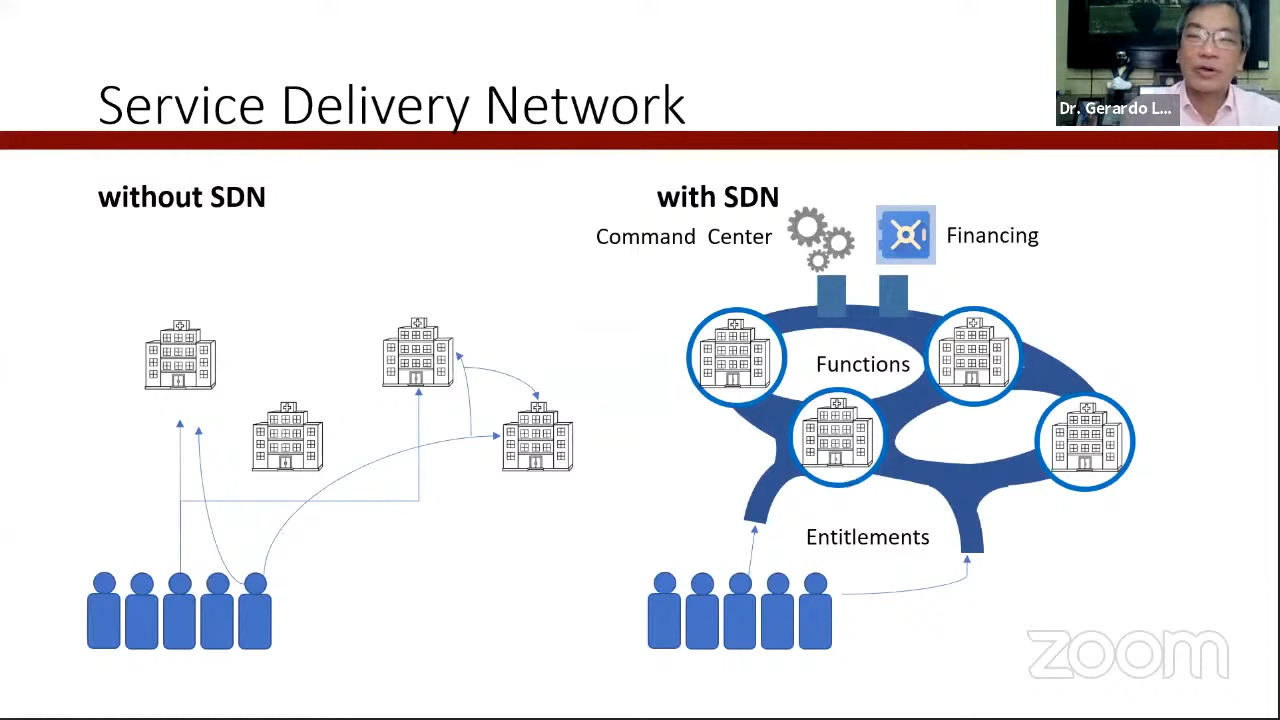 Dr. Gerardo L...
Service Delivery Network
without SDN
with SDN
Command Center
Financing
Functions
Entitlements
zoom